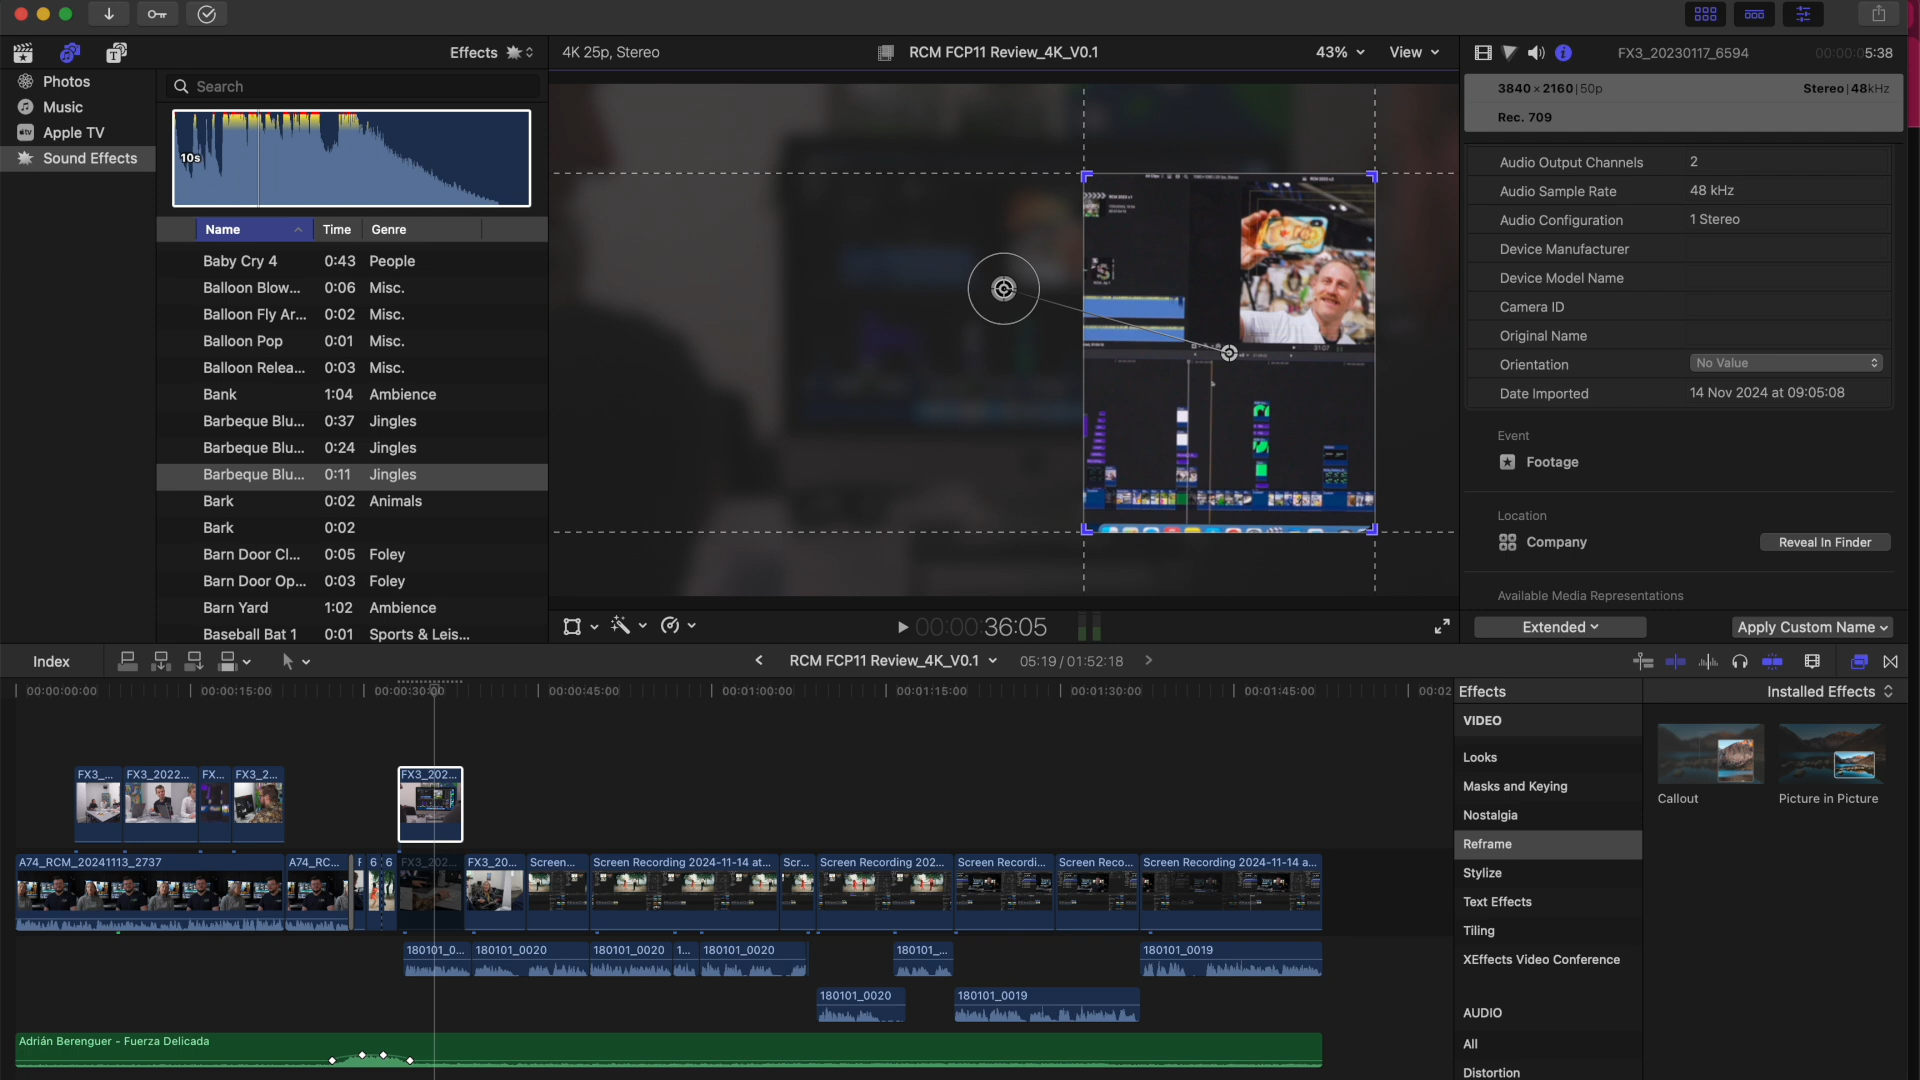 Effects
4K 25p, Stereo
RCM FCP11 Review_4K_V0.1
43%
View
FX3_20230117_6594
00:00:05:38
Photos
Music
Apple TV
Sound Effects
Search
10s
Name Time Genre
Baby Cry 4 0:43 People
Balloon Blow... 0:06 Misc.
Balloon Fly Ar... 0:02 Misc.
Balloon Pop 0:01 Misc.
Balloon Relea... 0:03 Misc.
Bank 1:04 Ambience
Barbeque Blu... 0:37 Jingles
Barbeque Blu... 0:24 Jingles
Barbeque Blu... 0:11 Jingles
Bark 0:02 Animals
Bark 0:02
Barn Door Cl... 0:05 Foley
Barn Door Op... 0:03 Foley
Barn Yard 1:02 Ambience
Baseball Bat 1 0:01 Sports & Leis...
3840 × 2160 | 50p
Stereo | 48kHz
Rec. 709
Audio Output Channels 2
Audio Sample Rate 48 kHz
Audio Configuration 1 Stereo
Device Manufacturer
Device Model Name
Camera ID
Original Name
Orientation No Value
Date Imported 14 Nov 2024 at 09:05:08
Event
Footage
Location
Company
Reveal In Finder
Available Media Representations
Extended
Apply Custom Name
00:00:36:05
Index
RCM FCP11 Review_4K_V0.1
05:19 / 01:52:18
00:00:00:00 00:00:15:00 00:00:30:00 00:00:45:00 00:01:00:00 00:01:15:00 00:01:30:00 00:01:45:00 00:02
FX3_... FX3_2022... FX... FX3_2... FX3_202...
A74_RCM_20241113_2737 A74_RC... F 6 6 FX3_202... FX3_20... Screen... Screen Recording 2024-11-14 at... Scr... Screen Recording 202... Screen Recordi... Screen Reco... Screen Recording 2024-11-14 a...
180101_0... 180101_0020 180101_0020 1... 180101_0020 180101_... 180101_0019
180101_0020 180101_0019
Adrián Berenguer - Fuerza Delicada
Effects
Installed Effects
VIDEO
Looks
Masks and Keying
Nostalgia
Reframe
Stylize
Text Effects
Tiling
XEffects Video Conference
AUDIO
All
Distortion
Callout
Picture in Picture